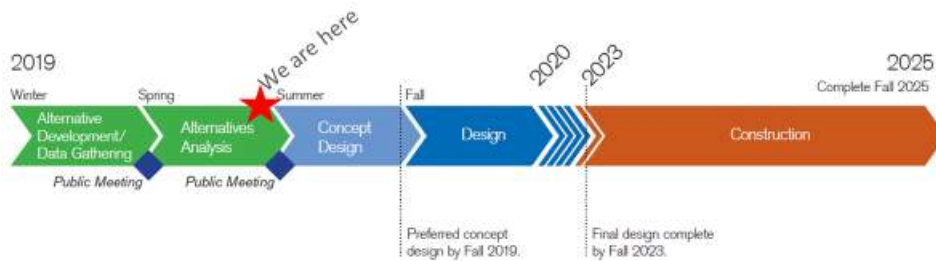 2019
We are here
2020
2023
2025
Complete Fall 2025
Winter
Spring
Summer
Fall
Alternative
Development/
Data Gathering
Alternatives
Analysis
Concept
Design
Design
Construction
Public Meeting
Public Meeting
Preferred concept
design by Fall 2019.
Final design complete
by Fall 2023.